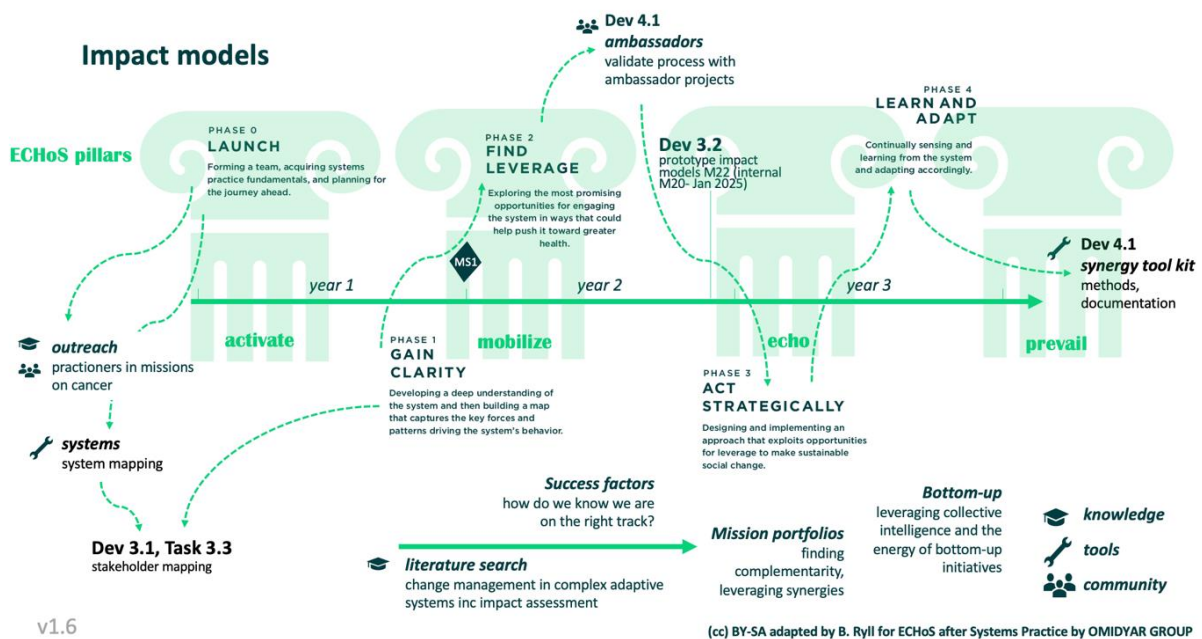 Impact models
ECHoS pillars
PHASE 0
LAUNCH
Forming a team, acquiring systems
practice fundamentals, and planning for
the journey ahead.
PHASE 2
FIND
LEVERAGE
Exploring the most promising
opportunities for engaging
the system in ways that could
help push it toward greater
health.
Dev 4.1
ambassadors
validate process with
ambassador projects
Dev 3.2
prototype impact
models M22 (internal
M20- Jan 2025)
PHASE 4
LEARN AND
ADAPT
Continually sensing and
learning from the system
and adapting accordingly.
MS1
Dev 4.1
synergy tool kit
methods,
documentation
year 1
year 2
year 3
activate
mobilize
echo
prevail
outreach
practioners in missions
on cancer
systems
system mapping
Dev 3.1, Task 3.3
stakeholder mapping
PHASE 1
GAIN
CLARITY
Developing a deep understanding of
the system and then building a map
that captures the key forces and
patterns driving the system's behavior.
PHASE 3
ACT
STRATEGICALLY
Designing and implementing an
approach that exploits opportunities
for leverage to make sustainable
social change.
Success factors
how do we know we are
on the right track?
literature search
change management in complex adaptive
systems inc impact assessment
Mission portfolios
finding
complementarity,
leveraging synergies
Bottom-up
leveraging collective
intelligence and the
energy of bottom-up
initiatives
knowledge
tools
community
v1.6
(cc) BY-SA adapted by B. Ryll for ECHoS after Systems Practice by OMIDYAR GROUP